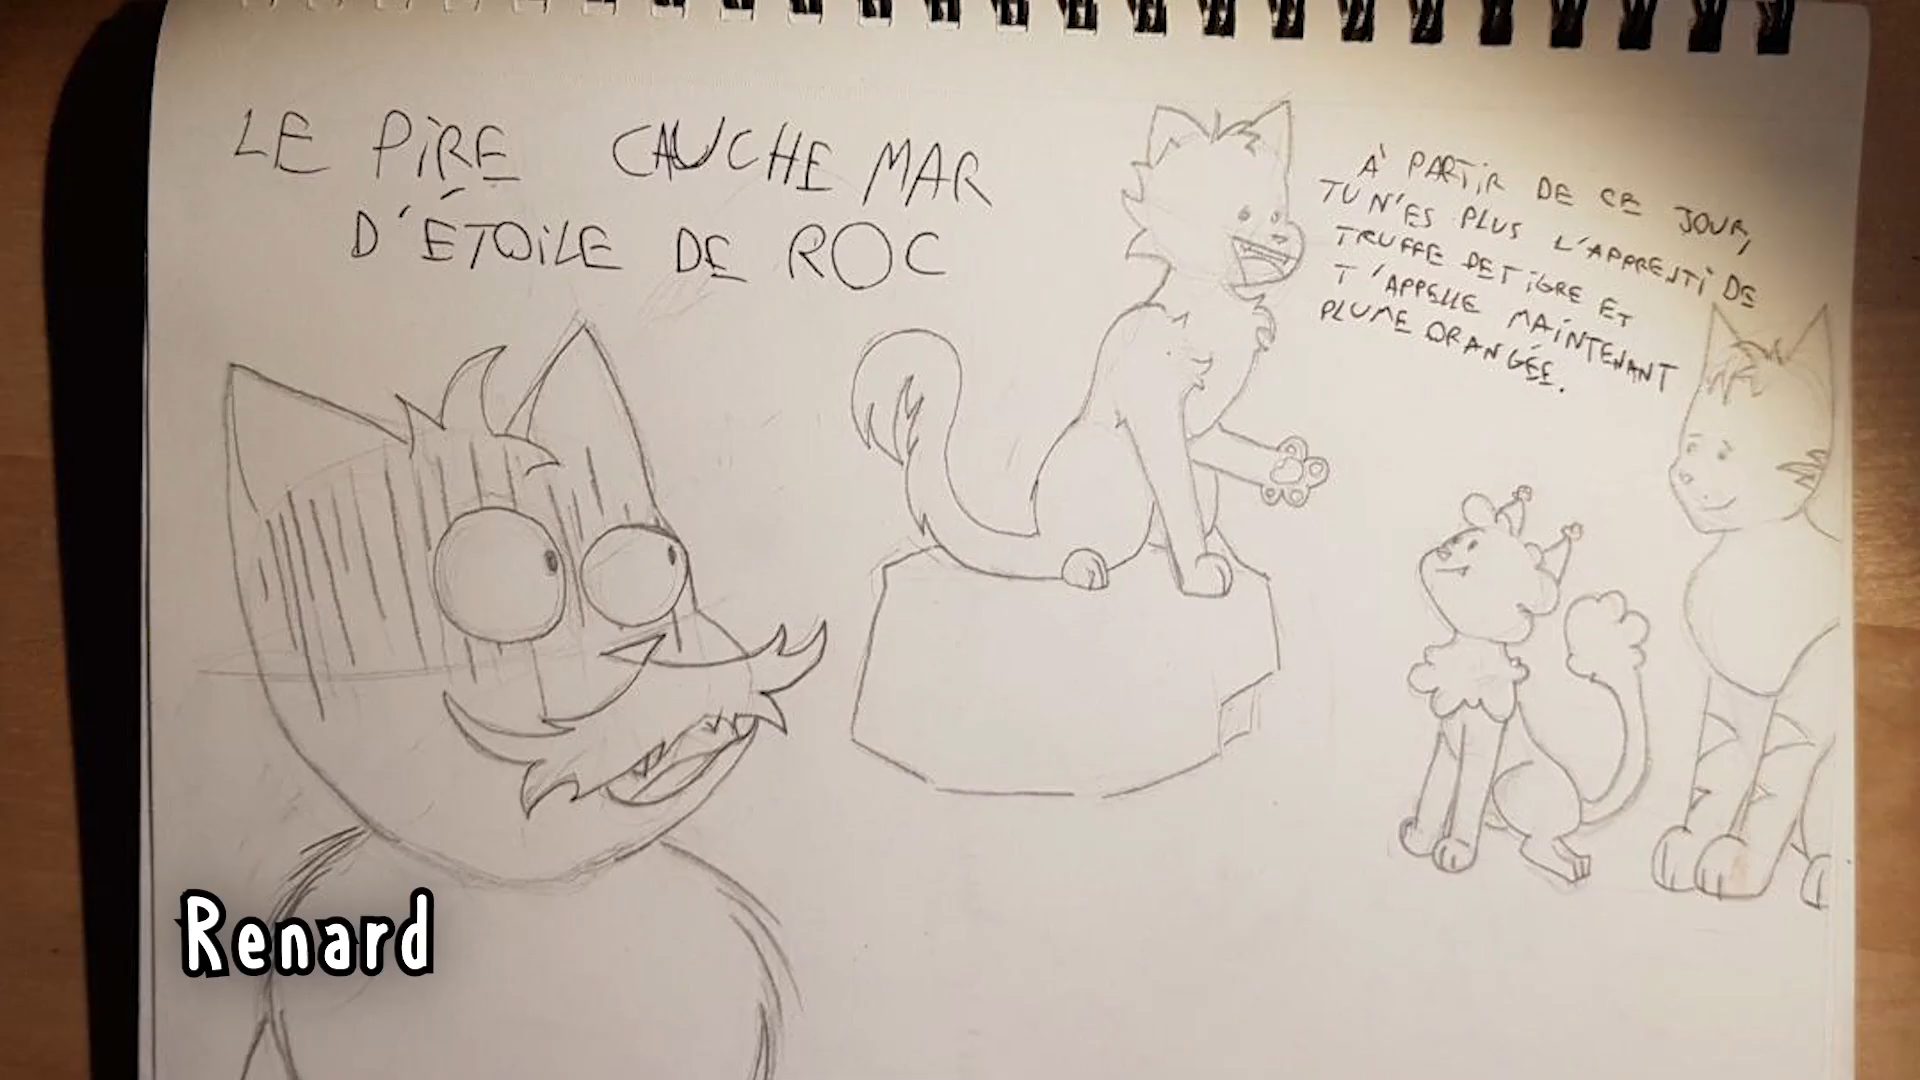 LE PIRE CAUCHEMAR
D'ÉTOILE DE ROC
À PARTIR DE CE JOUR,
TU N'ES PLUS L'APPRENTI DE
TRUFFE DE TIGRE ET
T'APPELLE MAINTENANT
PLUME ORANGÉE.
Renard